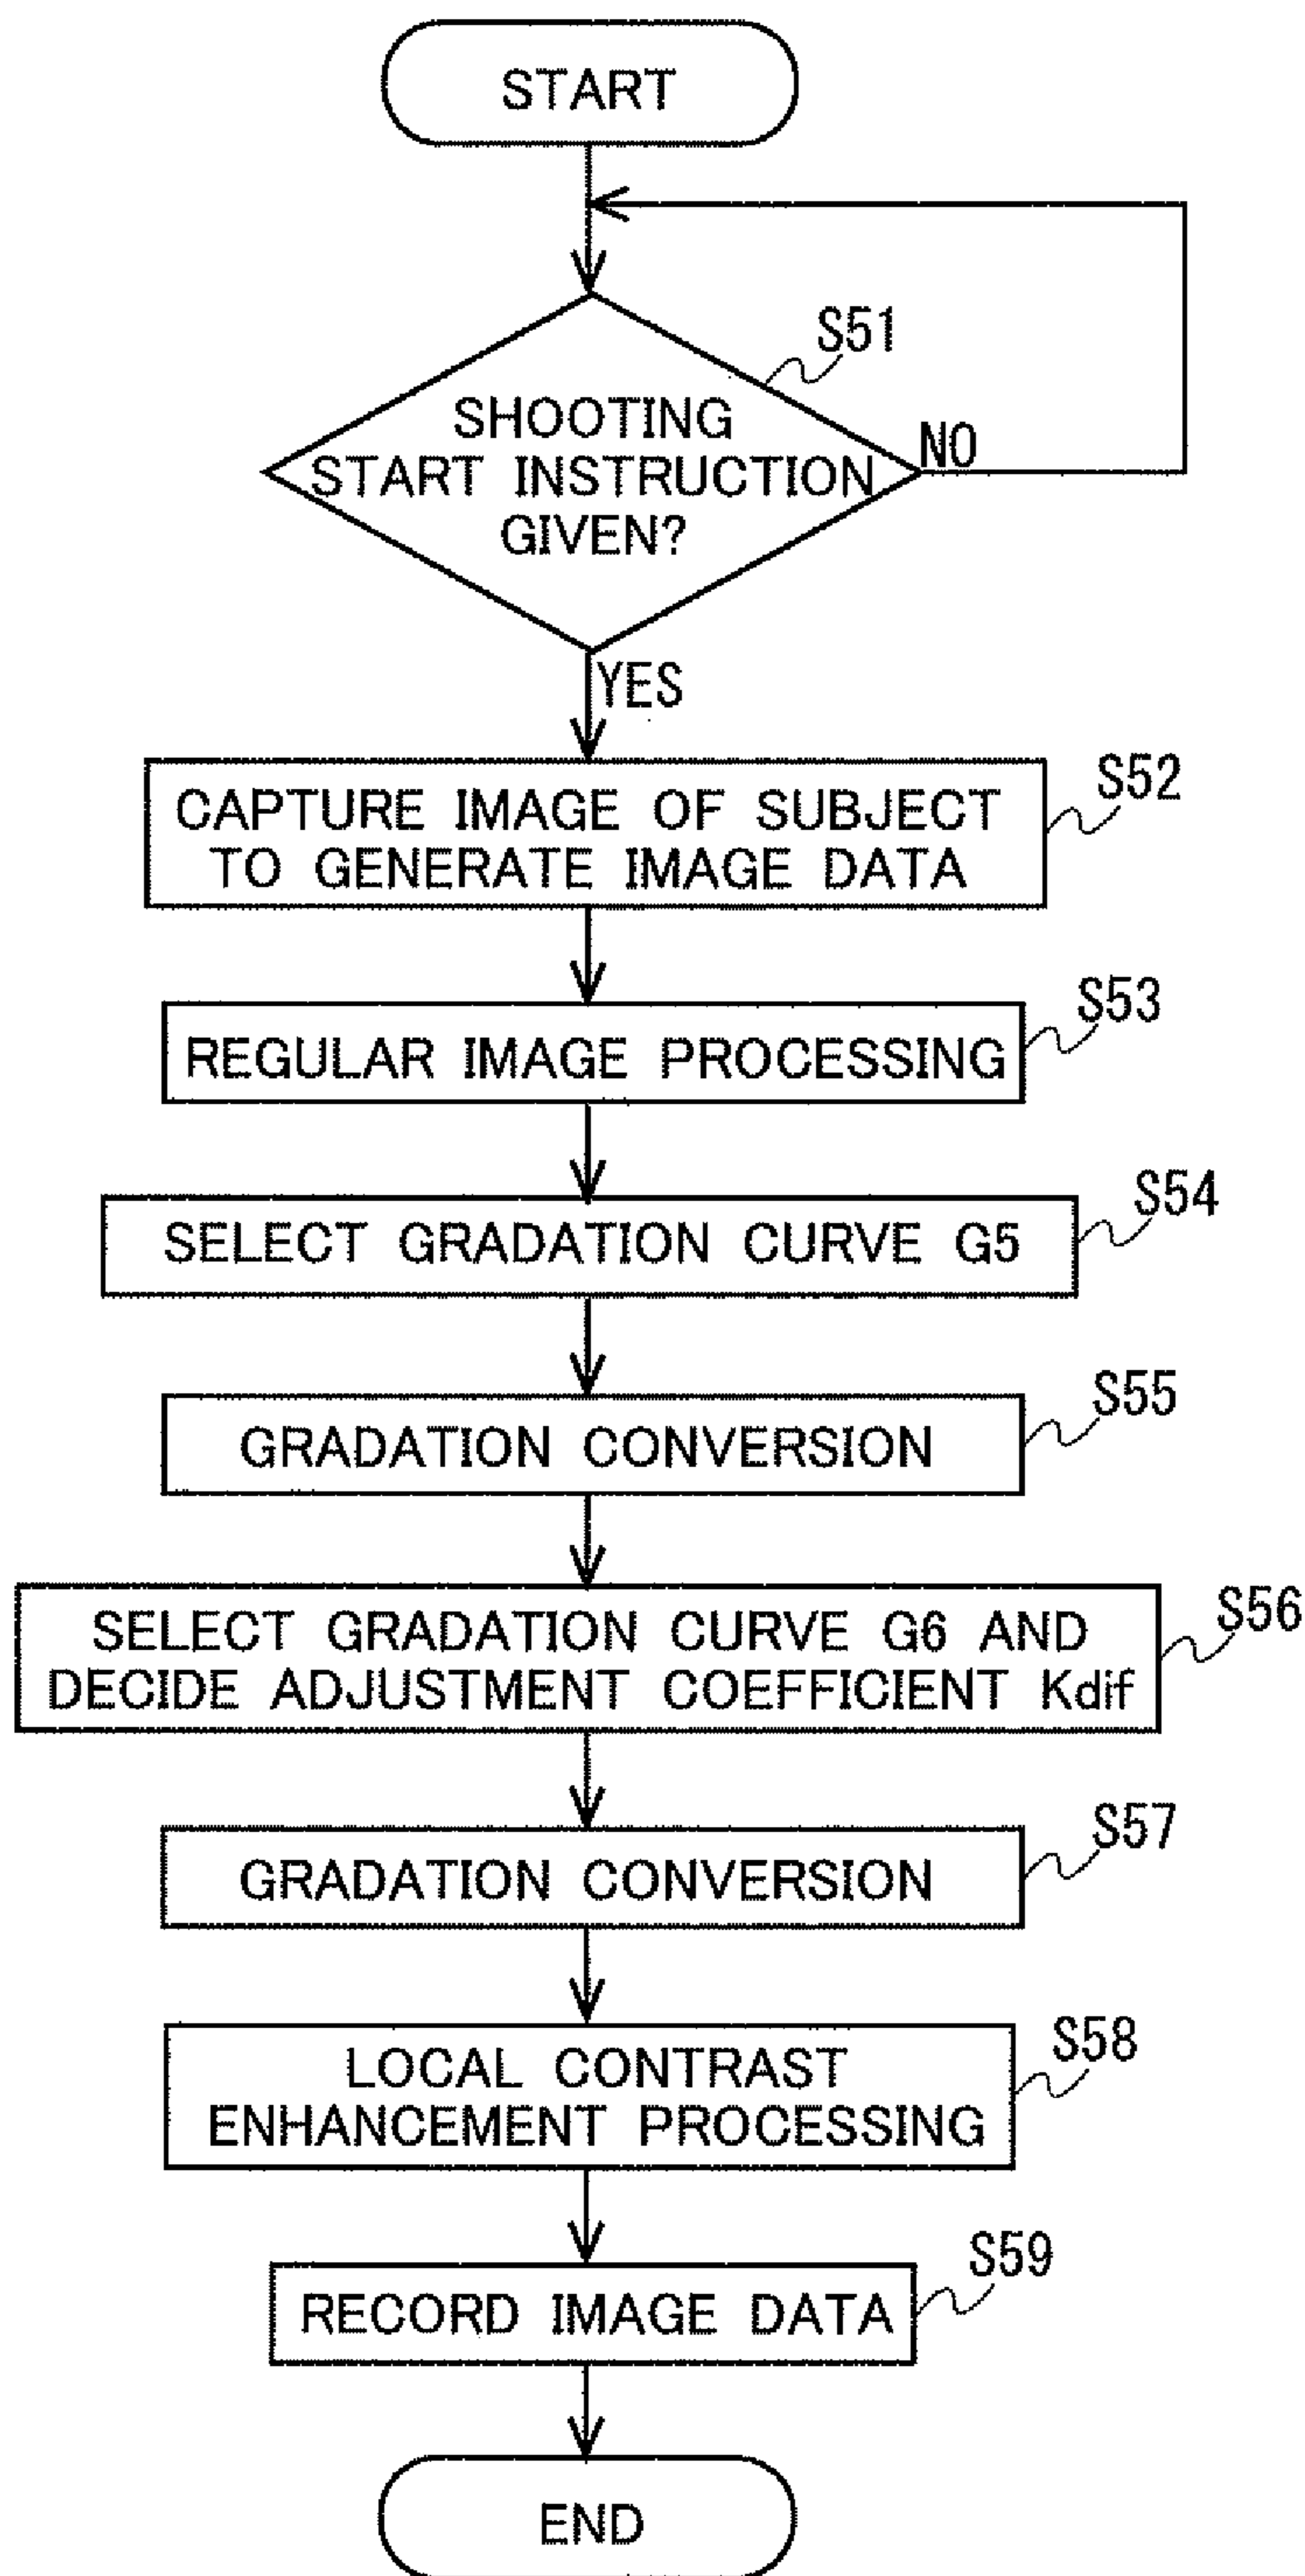 START
S51
SHOOTING
START INSTRUCTION
GIVEN?
NO
YES
S52
CAPTURE IMAGE OF SUBJECT
TO GENERATE IMAGE DATA
S53
REGULAR IMAGE PROCESSING
S54
SELECT GRADATION CURVE G5
S55
GRADATION CONVERSION
S56
SELECT GRADATION CURVE G6 AND
DECIDE ADJUSTMENT COEFFICIENT Kdif
S57
GRADATION CONVERSION
S58
LOCAL CONTRAST
ENHANCEMENT PROCESSING
S59
RECORD IMAGE DATA
END